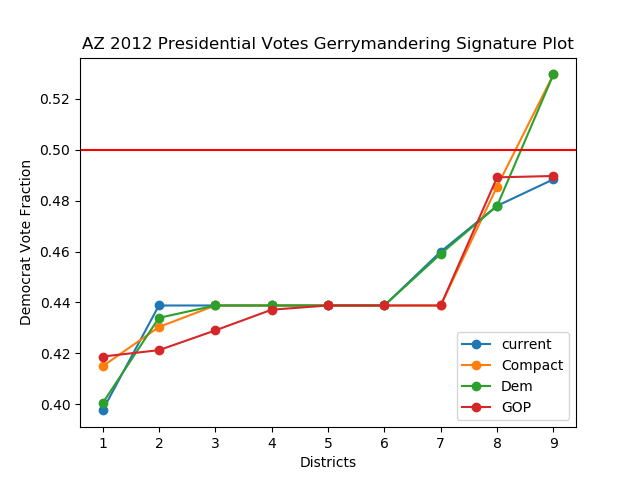 AZ 2012 Presidential Votes Gerrymandering Signature Plot
Democrat Vote Fraction
0.52
0.50
0.48
0.46
0.44
0.42
0.40
current
Compact
Dem
GOP
1 2 3 4 5 6 7 8 9
Districts